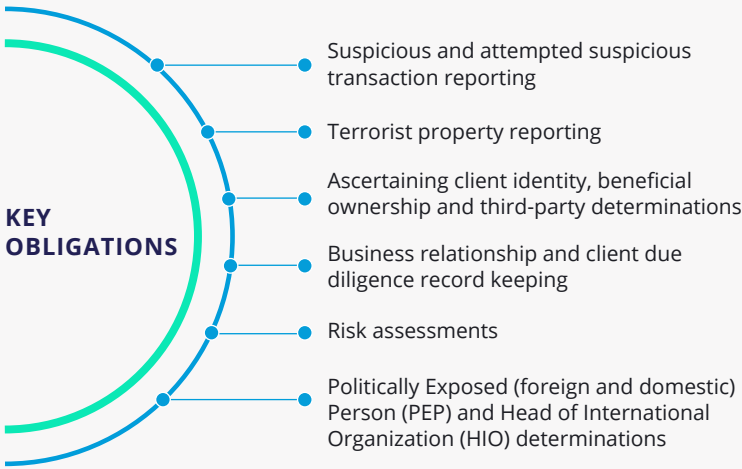 KEY
OBLIGATIONS
Suspicious and attempted suspicious
transaction reporting
Terrorist property reporting
Ascertaining client identity, beneficial
ownership and third-party determinations
Business relationship and client due
diligence record keeping
Risk assessments
Politically Exposed (foreign and domestic)
Person (PEP) and Head of International
Organization (HIO) determinations